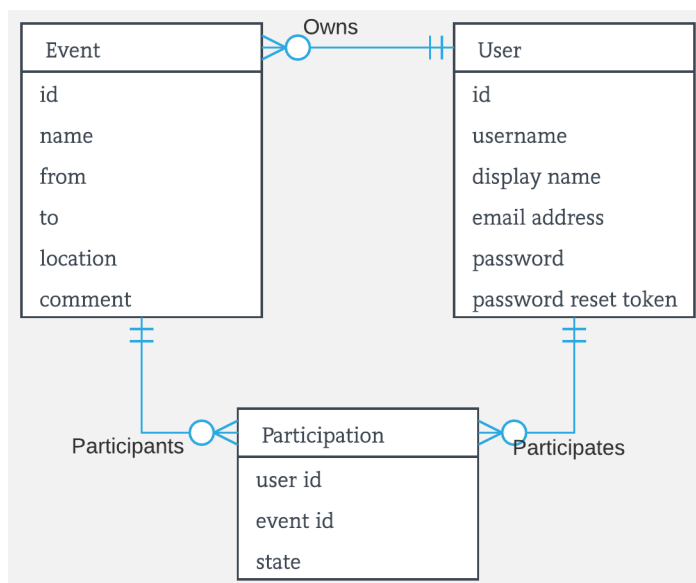 Owns
Event
id
name
from
to
location
comment
User
id
username
display name
email address
password
password reset token
Participants
Participates
Participation
user id
event id
state